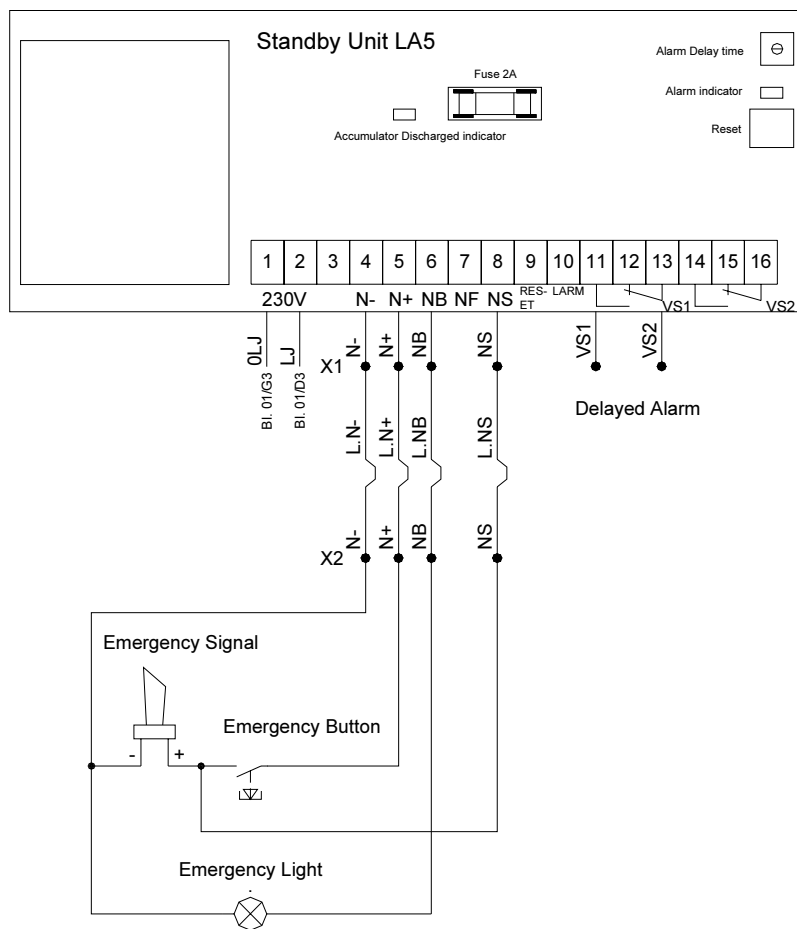 Standby Unit LA5
Alarm Delay time
Fuse 2A
Alarm indicator
Accumulator Discharged indicator
Reset
1 2 3 4 5 6 7 8 9 10 11 12 13 14 15 16
230V N- N+ NB NF NS RES- LARM
ET
VS1 VS2
0LJ LJ N- N+ NB NS VS1 VS2
X1
BI. 01/G3 BI. 01/D3
Delayed Alarm
L.N- L.N+ L.NB L.NS
N- N+ NB NS
X2
Emergency Signal
Emergency Button
- +
Emergency Light